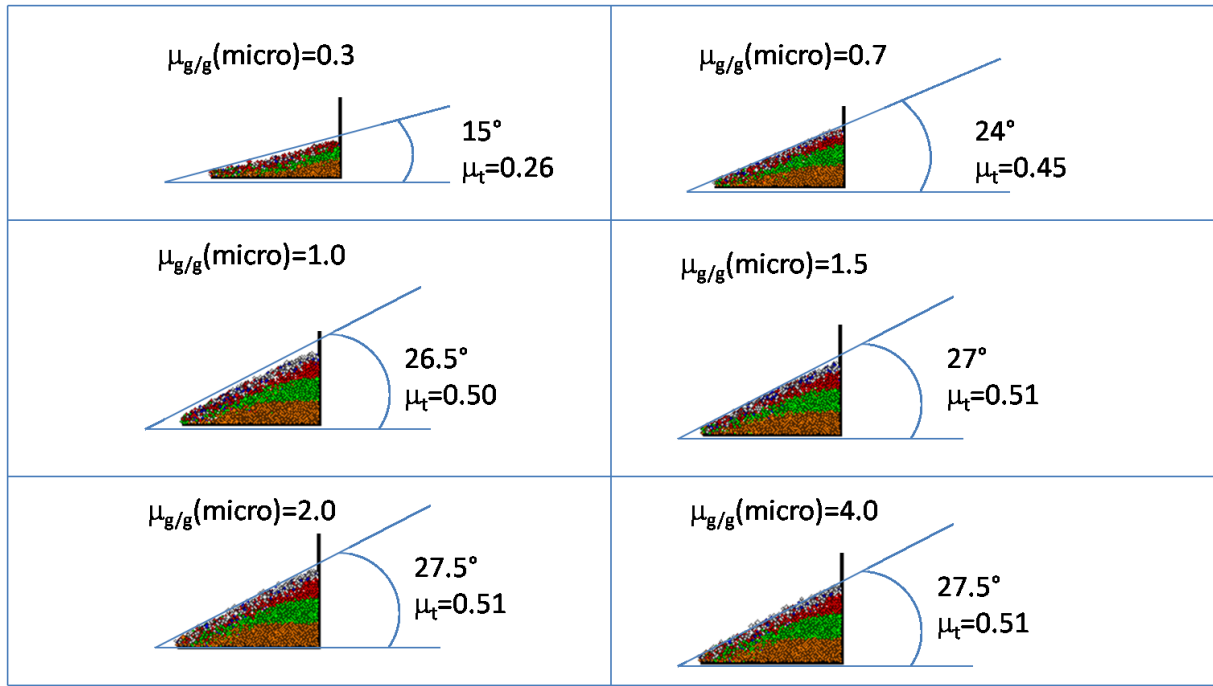 μg/g(micro)=0.3
15°
μt=0.26
μg/g(micro)=0.7
24°
μt=0.45
μg/g(micro)=1.0
26.5°
μt=0.50
μg/g(micro)=1.5
27°
μt=0.51
μg/g(micro)=2.0
27.5°
μt=0.51
μg/g(micro)=4.0
27.5°
μt=0.51